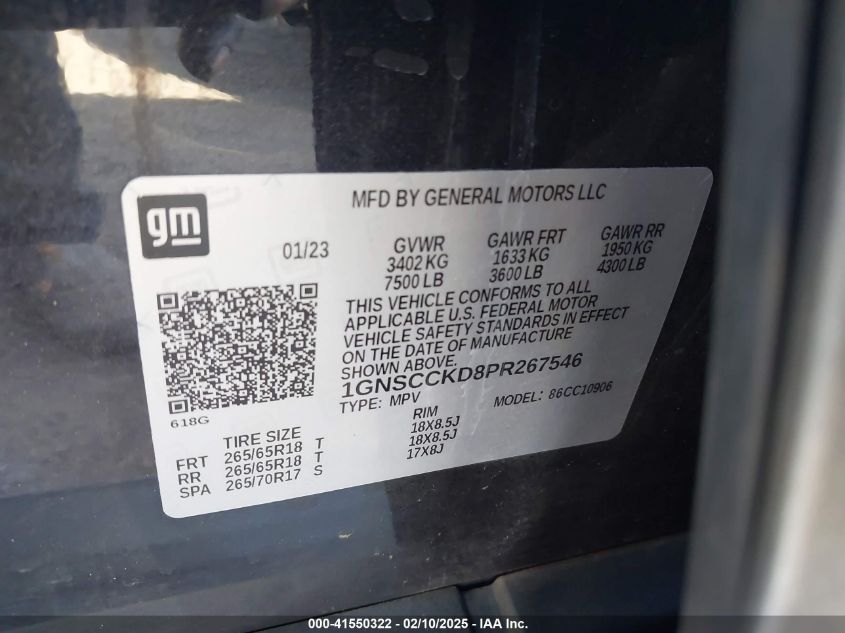 gm
MFD BY GENERAL MOTORS LLC
01/23
GVWR GAWR FRT GAWR RR
3402 KG 1633 KG 1950 KG
7500 LB 3600 LB 4300 LB
THIS VEHICLE CONFORMS TO ALL
APPLICABLE U.S. FEDERAL MOTOR
VEHICLE SAFETY STANDARDS IN EFFECT
ON THE DATE OF MANUFACTURE
SHOWN ABOVE.
1GNSCCKD8PR267546
TYPE: MPV MODEL: 86CC10906
618G
TIRE SIZE RIM
FRT 265/65R18 T 18X8.5J
RR 265/65R18 T 18X8.5J
SPA 265/70R17 S 17X8J
000-41550322 - 02/10/2025 - IAA Inc.